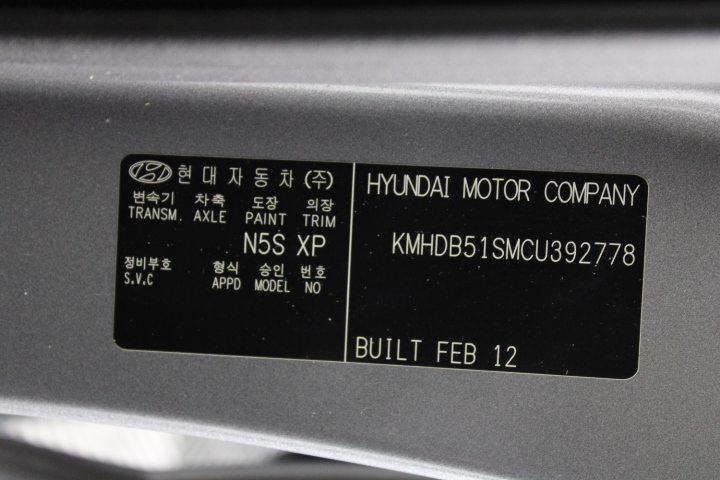 현대자동차(주)
변속기 차축 도장 의장
TRANSM. AXLE PAINT TRIM
N5S XP
정비부호 형식 승인 번호
S.V.C APPD MODEL NO
HYUNDAI MOTOR COMPANY
KMHDB51SMCU392778
BUILT FEB 12